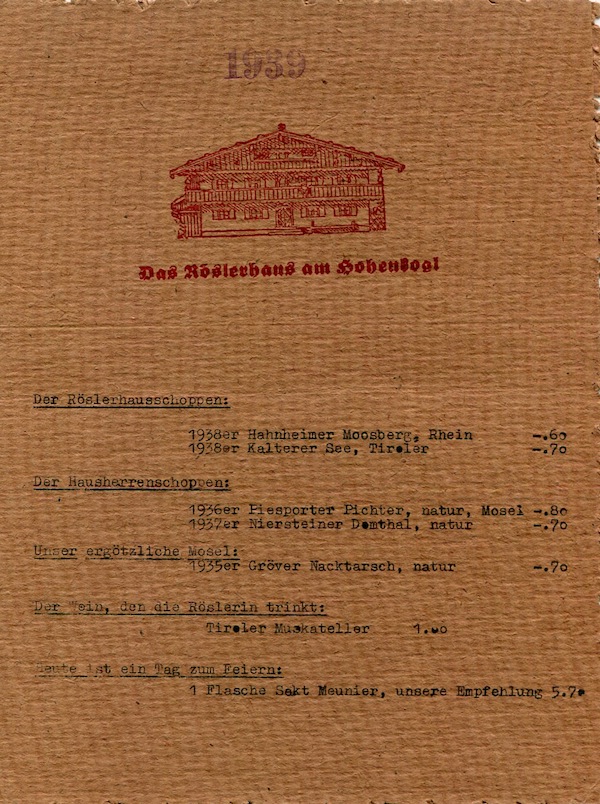 1939
Das Röslerhaus am Hohenkogl
Der Röslerhausschoppen:
1938er Hahnheimer Moosberg, Rhein -.60
1938er Kalterer See, Tiroler -.70
Der Hausherrenschoppen:
1936er Piesporter Pichter, natur, Mosel -.80
1937er Niersteiner Domthal, natur -.70
Unser ergötzliche Mosel:
1935er Gröver Nacktarsch, natur -.70
Der Wein, den die Röslerin trinkt:
Tiroler Muskateller 1.00
Heute ist ein Tag zum Feiern:
1 Flasche Sekt Meunier, unsere Empfehlung 5.70